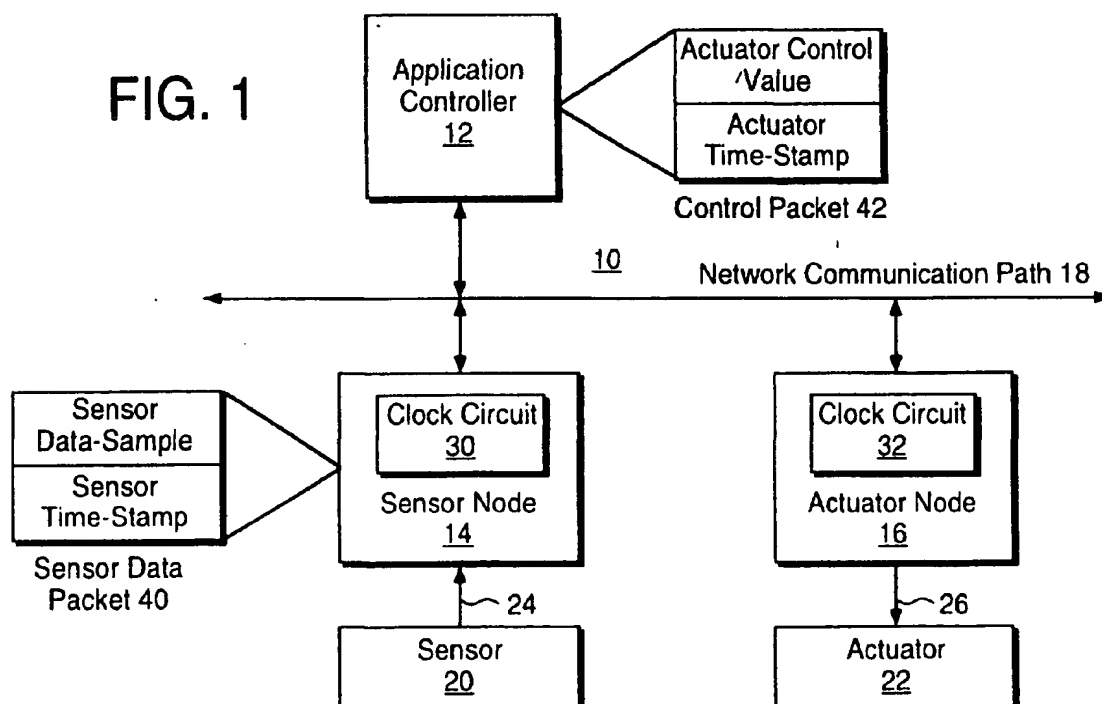 FIG. 1
Application
Controller
12
Actuator Control
Value
Actuator
Time-Stamp
Control Packet 42
10
Network Communication Path 18
Sensor
Data-Sample
Sensor
Time-Stamp
Sensor Data
Packet 40
Clock Circuit
30
Sensor Node
14
Clock Circuit
32
Actuator Node
16
24
26
Sensor
20
Actuator
22